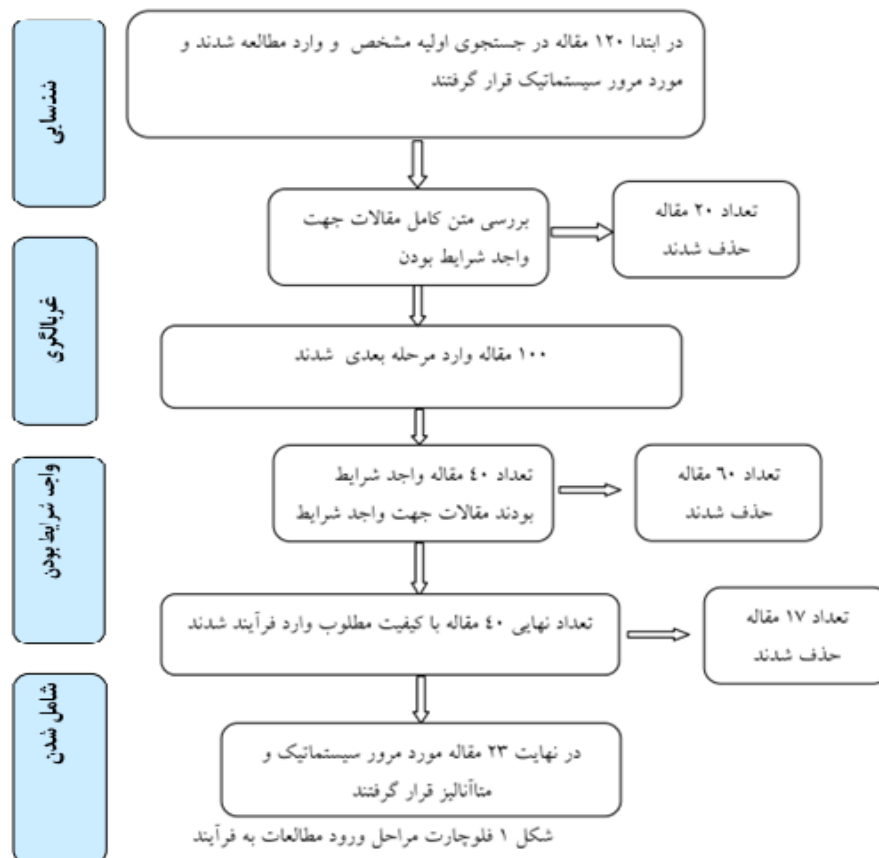 در ابتدا ۱۲۰ مقاله در جستجوی اولیه مشخص و وارد مطالعه شدند و
مورد مرور سیستماتیک قرار گرفتند
شناسایی
بررسی متن کامل مقالات جهت
واجد شرایط بودن
تعداد ۲۰ مقاله
حذف شدند
غربالگری
۱۰۰ مقاله وارد مرحله بعدی شدند
تعداد ٤٠ مقاله واجد شرایط
بودند مقالات جهت واجد شرایط
تعداد ٦٠ مقاله
حذف شدند
واجد شرایط بودن
تعداد نهایی ٤٠ مقاله با کیفیت مطلوب وارد فرآیند شدند
تعداد ۱۷ مقاله
حذف شدند
شامل شدن
در نهایت ۲۳ مقاله مورد مرور سیستماتیک و
متاآنالیز قرار گرفتند
شکل ۱ فلوچارت مراحل ورود مطالعات به فرآیند